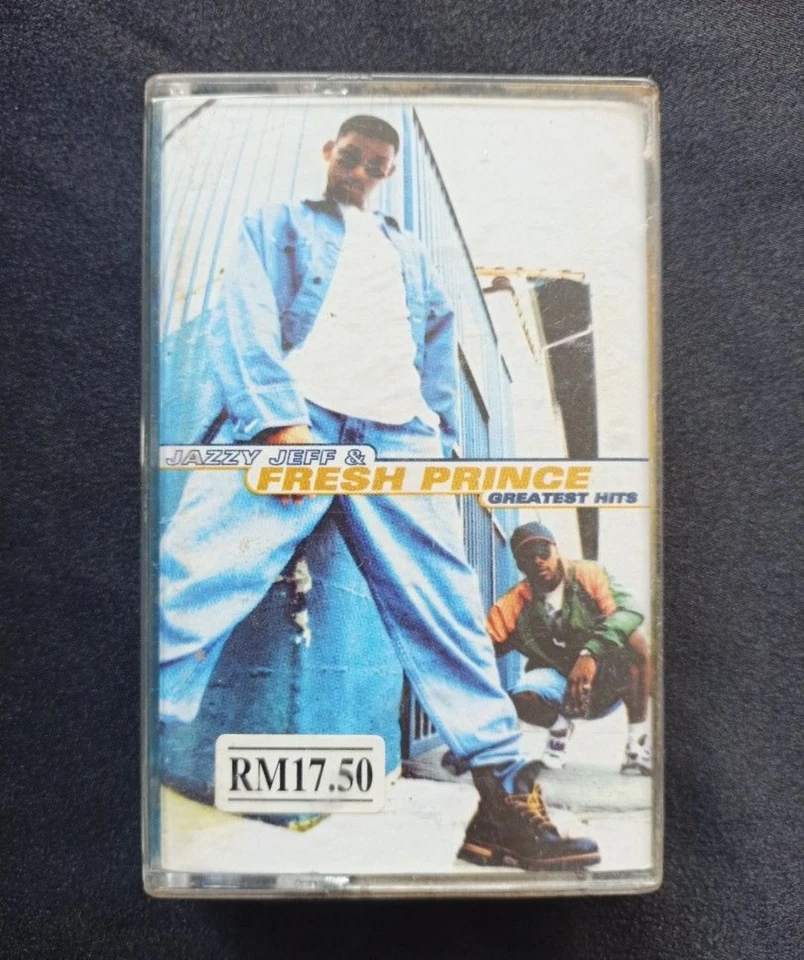 JAZZY JEFF &
FRESH PRINCE
GREATEST HITS
RM17.50